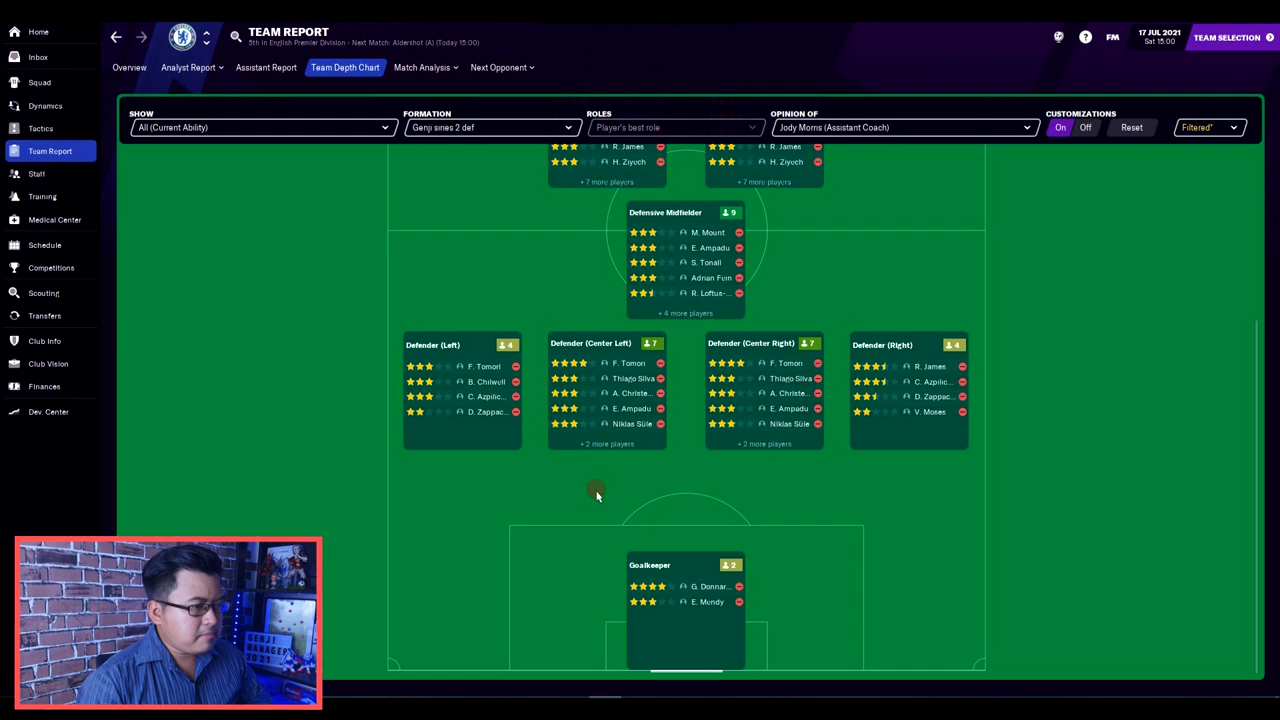 Home
Inbox
Squad
Dynamics
Tactics
Team Report
Staff
Training
Medical Center
Schedule
Competitions
Scouting
Transfers
Club Info
Club Vision
Finances
Dev. Center
TEAM REPORT
5th in English Premier Division - Next Match: Aldershot (A) (Today 15:00)
FM
17 JUL 2021
Sat 15:00
TEAM SELECTION
Overview
Analyst Report
Assistant Report
Team Depth Chart
Match Analysis
Next Opponent
SHOW
All (Current Ability)
FORMATION
Genji siries 2 def
ROLES
Player's best role
OPINION OF
Jody Morris (Assistant Coach)
CUSTOMIZATIONS
On
Off
Reset
Filtered*
R. James
H. Ziyech
+ 7 more players
R. James
H. Ziyech
+ 7 more players
Defensive Midfielder 9
M. Mount
E. Ampadu
S. Tonali
Adrian Fein
R. Loftus-...
+ 4 more players
Defender (Left) 4
F. Tomori
B. Chilwell
C. Azpilic...
D. Zappac...
Defender (Center Left) 7
F. Tomori
Thiago Silva
A. Christe...
E. Ampadu
Niklas Süle
+ 2 more players
Defender (Center Right) 7
F. Tomori
Thiago Silva
A. Christe...
E. Ampadu
Niklas Süle
+ 2 more players
Defender (Right) 4
R. James
C. Azpilic...
D. Zappac...
V. Moses
Goalkeeper 2
G. Donnar...
E. Mendy
GENJI
MANAGER
2021